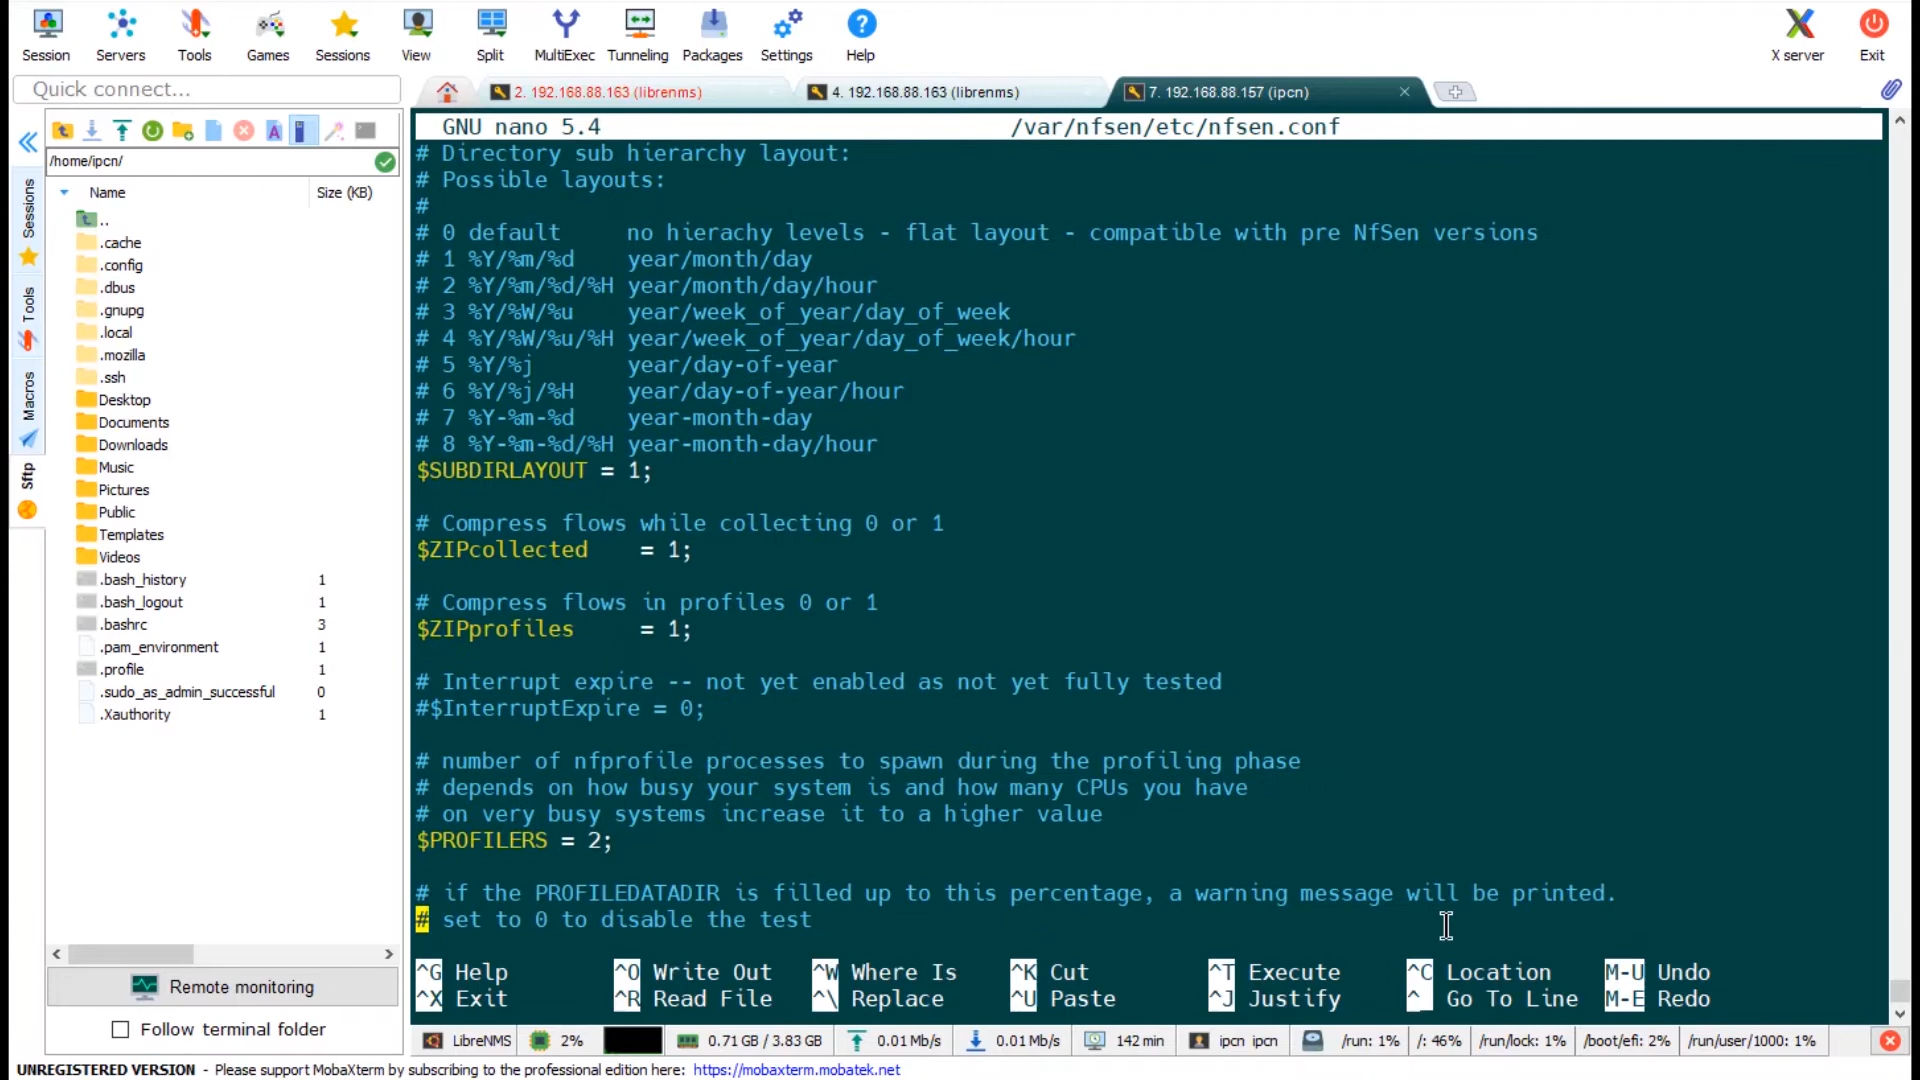 Session Servers Tools Games Sessions View Split MultiExec Tunneling Packages Settings Help X server Exit
Quick connect...
2. 192.168.88.163 (librenms)
4. 192.168.88.163 (librenms)
7. 192.168.88.157 (ipcn)
/home/ipcn/
Name Size (KB)
..
.cache
.config
.dbus
.gnupg
.local
.mozilla
.ssh
Desktop
Documents
Downloads
Music
Pictures
Public
Templates
Videos
.bash_history 1
.bash_logout 1
.bashrc 3
.pam_environment 1
.profile 1
.sudo_as_admin_successful 0
.Xauthority 1
Sessions
Tools
Macros
Sftp
Remote monitoring
Follow terminal folder
GNU nano 5.4 /var/nfsen/etc/nfsen.conf
# Directory sub hierarchy layout:
# Possible layouts:
#
# 0 default no hierachy levels - flat layout - compatible with pre NfSen versions
# 1 %Y/%m/%d year/month/day
# 2 %Y/%m/%d/%H year/month/day/hour
# 3 %Y/%W/%u year/week_of_year/day_of_week
# 4 %Y/%W/%u/%H year/week_of_year/day_of_week/hour
# 5 %Y/%j year/day-of-year
# 6 %Y/%j/%H year/day-of-year/hour
# 7 %Y-%m-%d year-month-day
# 8 %Y-%m-%d/%H year-month-day/hour
$SUBDIRLAYOUT = 1;
# Compress flows while collecting 0 or 1
$ZIPcollected = 1;
# Compress flows in profiles 0 or 1
$ZIPprofiles = 1;
# Interrupt expire -- not yet enabled as not yet fully tested
#$InterruptExpire = 0;
# number of nfprofile processes to spawn during the profiling phase
# depends on how busy your system is and how many CPUs you have
# on very busy systems increase it to a higher value
$PROFILERS = 2;
# if the PROFILEDATADIR is filled up to this percentage, a warning message will be printed.
# set to 0 to disable the test
^G Help ^O Write Out ^W Where Is ^K Cut ^T Execute ^C Location M-U Undo
^X Exit ^R Read File ^\ Replace ^U Paste ^J Justify ^_ Go To Line M-E Redo
LibreNMS 2% 0.71 GB / 3.83 GB 0.01 Mb/s 0.01 Mb/s 142 min ipcn ipcn /run: 1% /: 46% /run/lock: 1% /boot/efi: 2% /run/user/1000: 1%
UNREGISTERED VERSION - Please support MobaXterm by subscribing to the professional edition here: https://mobaxterm.mobatek.net